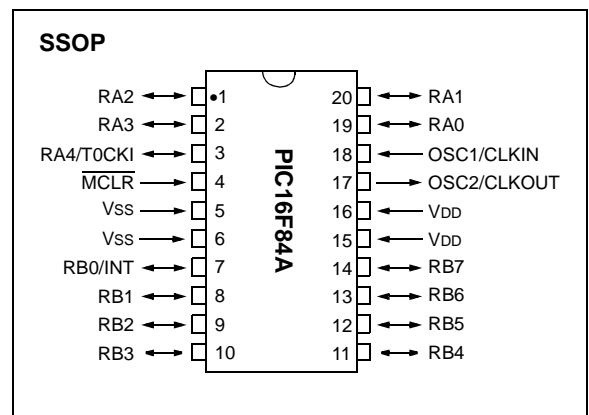 SSOP
RA2 •1 20 RA1
RA3 2 19 RA0
RA4/T0CKI 3 18 OSC1/CLKIN
MCLR 4 17 OSC2/CLKOUT
VSS 5 16 VDD
VSS 6 15 VDD
RB0/INT 7 14 RB7
RB1 8 13 RB6
RB2 9 12 RB5
RB3 10 11 RB4
PIC16F84A